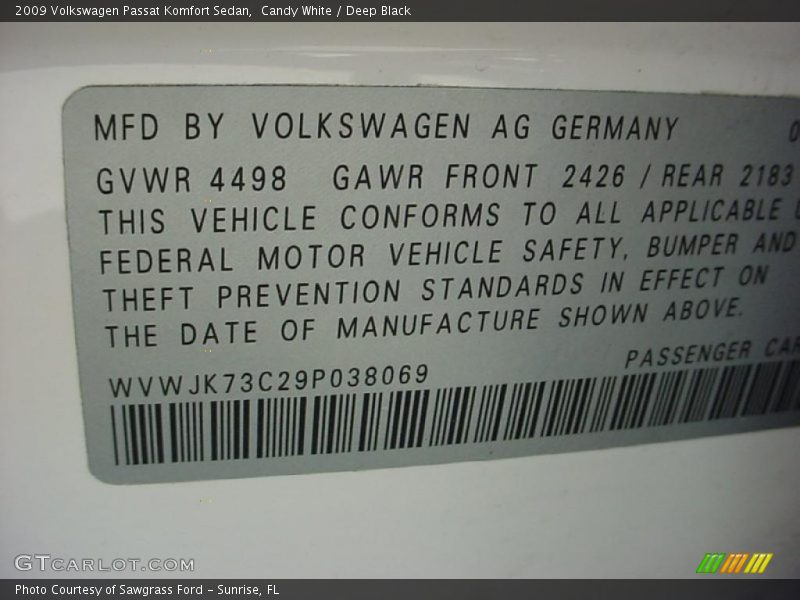 2009 Volkswagen Passat Komfort Sedan,  Candy White / Deep Black
MFD BY VOLKSWAGEN AG GERMANY 0
GVWR 4498 GAWR FRONT 2426 / REAR 2183
THIS VEHICLE CONFORMS TO ALL APPLICABLE
FEDERAL MOTOR VEHICLE SAFETY, BUMPER AND
THEFT PREVENTION STANDARDS IN EFFECT ON
THE DATE OF MANUFACTURE SHOWN ABOVE.
PASSENGER CAR
WVWJK73C29P038069
GTCARLOT.COM
Photo Courtesy of Sawgrass Ford – Sunrise, FL